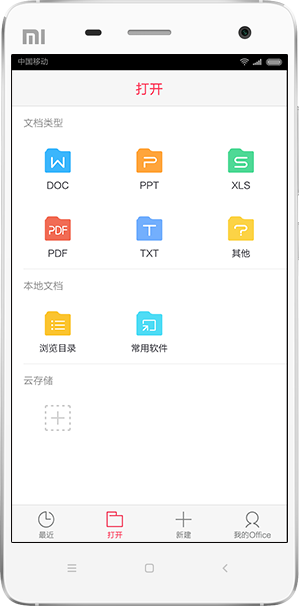 MI
中国移动
打开
文档类型
W P S
DOC PPT XLS
PDF T ?
PDF TXT 其他
本地文档
浏览目录 常用软件
云存储
最近 打开 新建 我的Office